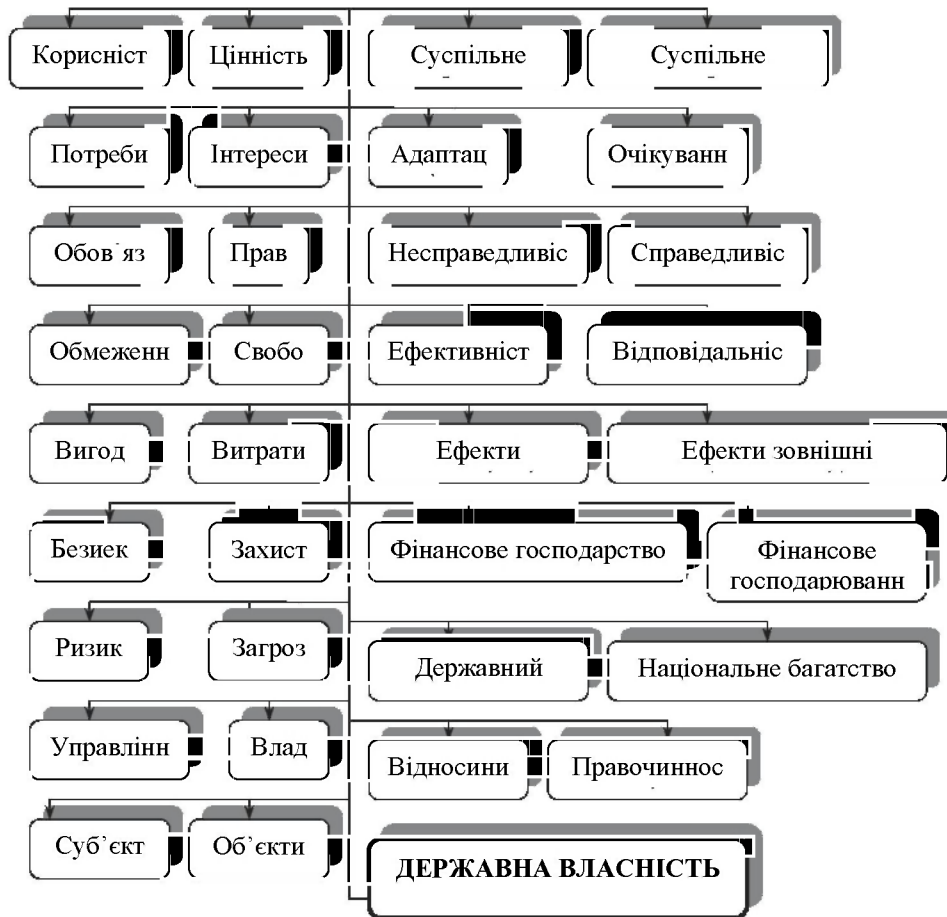 Корисніст
Цінність
Суспільне
Суспільне
Потреби
Інтереси
Адаптац
Очікуванн
Обов`яз
Прав
Несправедливіс
Справедливіс
Обмеженн
Свобо
Ефективніст
Відповідальніс
Вигод
Витрати
Ефекти
Ефекти зовнішні
Безиек
Захист
Фінансове господарство
Фінансове
господарюванн
Ризик
Загроз
Державний
Національне багатство
Управлінн
Влад
Відносини
Правочиннос
Суб’єкт
Об’єкти
ДЕРЖАВНА ВЛАСНІСТЬ